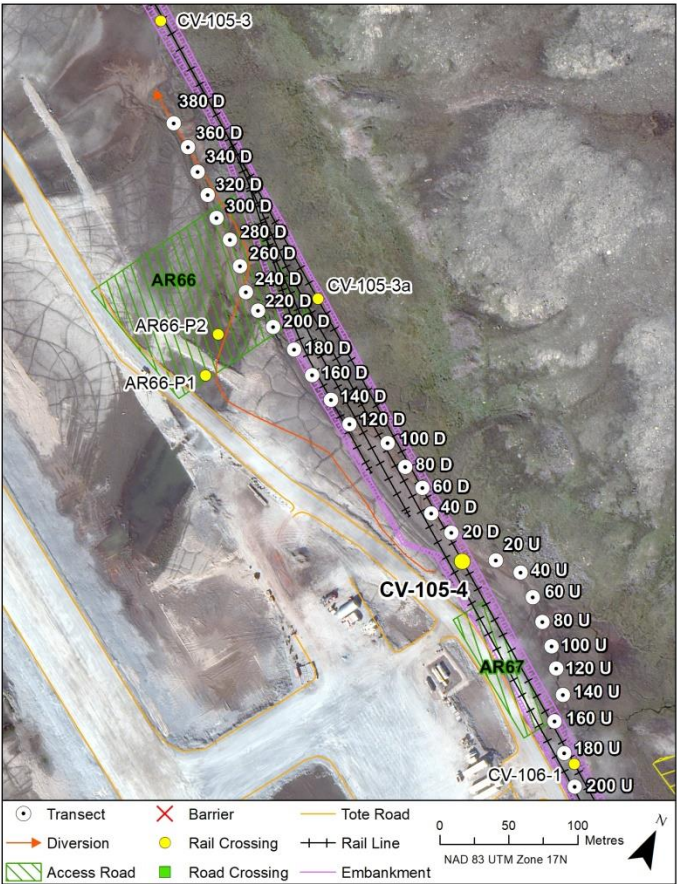 CV-105-3
380 D
360 D
340 D
320 D
300 D
280 D
260 D
AR66
240 D
CV-105-3a
220 D
AR66-P2
200 D
180 D
AR66-P1
160 D
140 D
120 D
100 D
80 D
60 D
40 D
20 D
20 U
40 U
CV-105-4
60 U
80 U
100 U
AR67
120 U
140 U
160 U
180 U
CV-106-1
200 U
Transect
Barrier
Tote Road
Diversion
Rail Crossing
Rail Line
Access Road
Road Crossing
Embankment
0 50 100
Metres
NAD 83 UTM Zone 17N
N